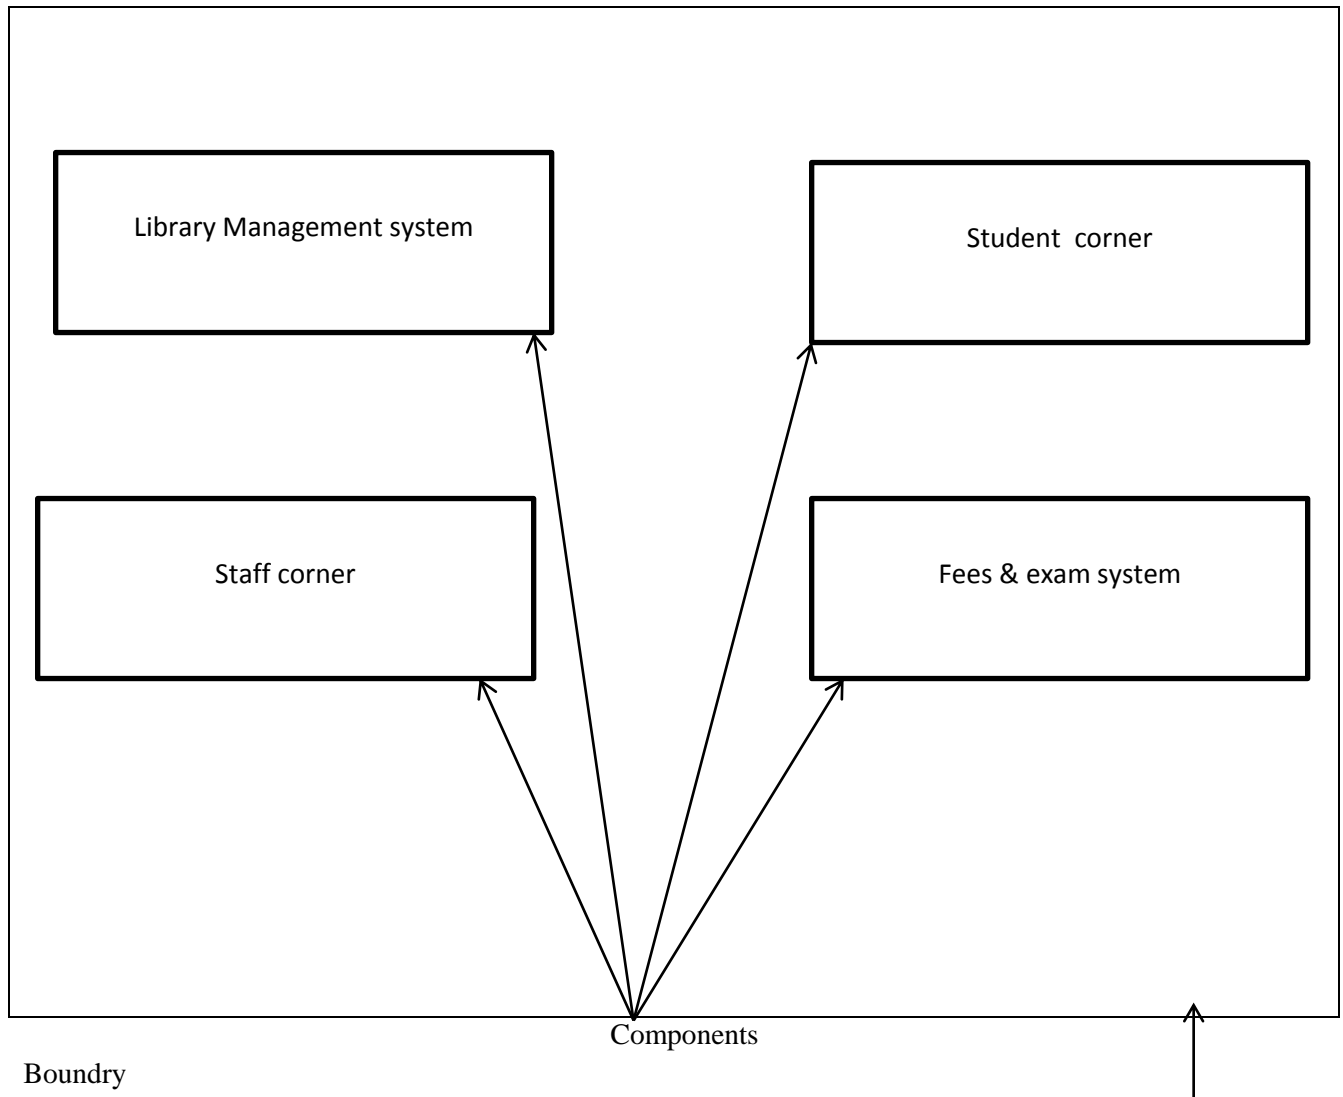 Library Management system
Student  corner
Staff corner
Fees & exam system
Components
Boundry